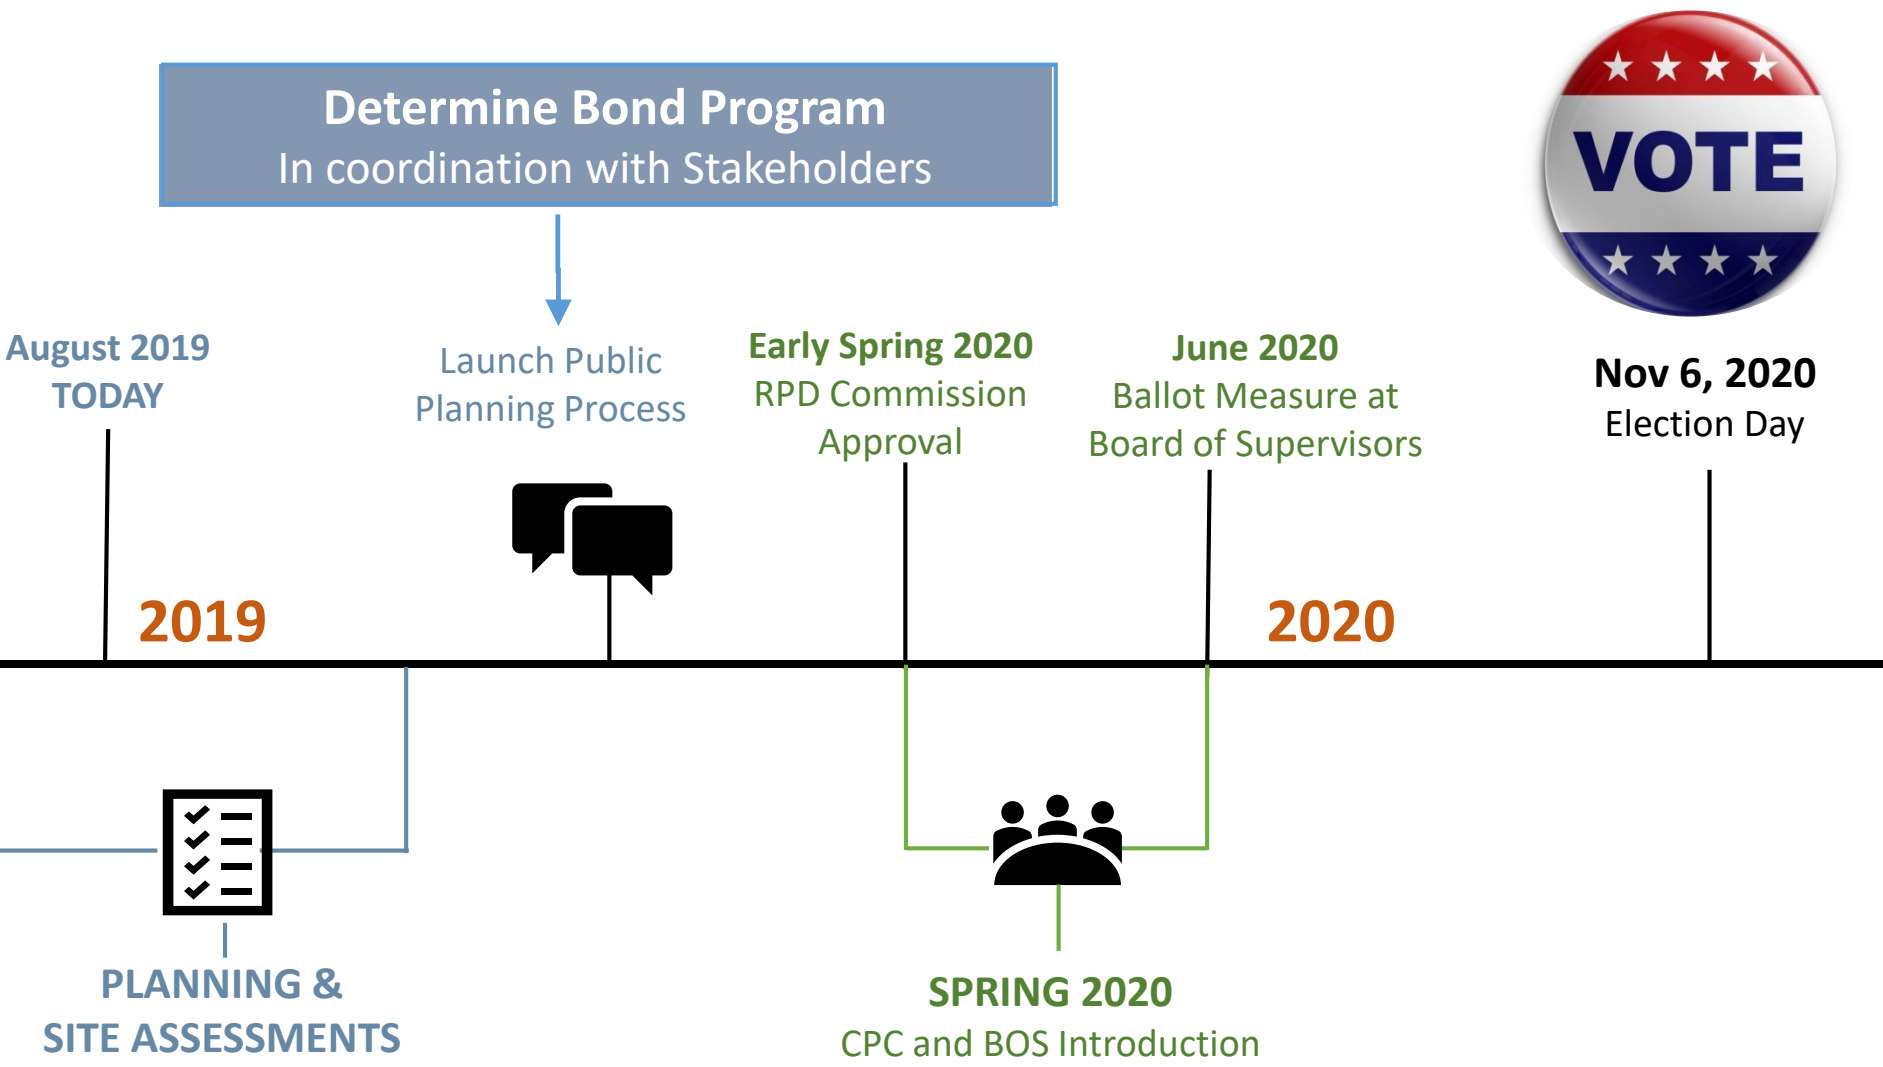 Determine Bond Program
In coordination with Stakeholders
VOTE
August 2019
TODAY
Launch Public
Planning Process
Early Spring 2020
RPD Commission
Approval
June 2020
Ballot Measure at
Board of Supervisors
Nov 6, 2020
Election Day
2019
2020
PLANNING &
SITE ASSESSMENTS
SPRING 2020
CPC and BOS Introduction